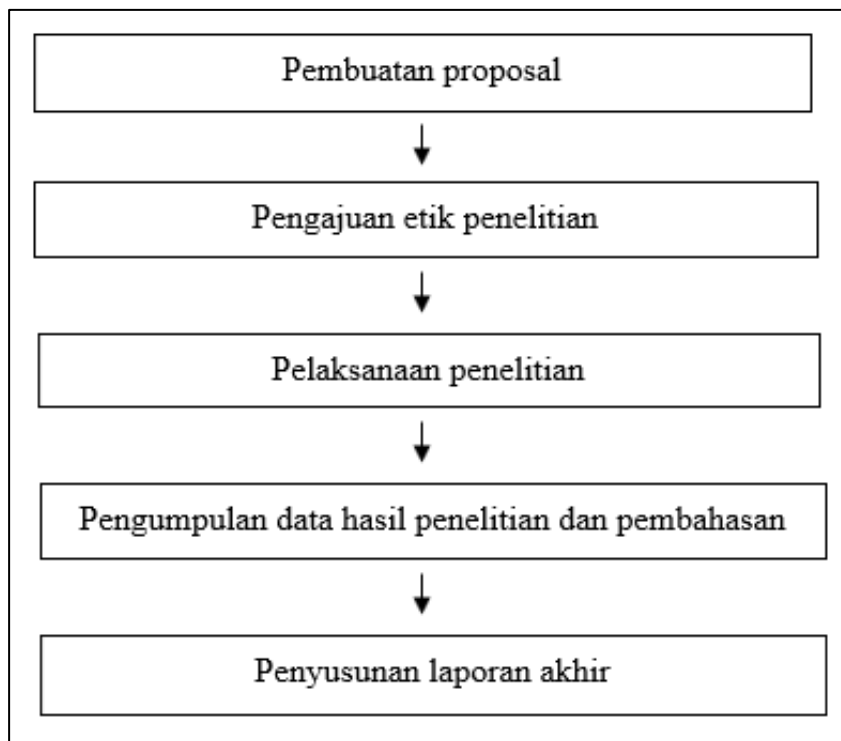 Pembuatan proposal
Pengajuan etik penelitian
Pelaksanaan penelitian
Pengumpulan data hasil penelitian dan pembahasan
Penyusunan laporan akhir